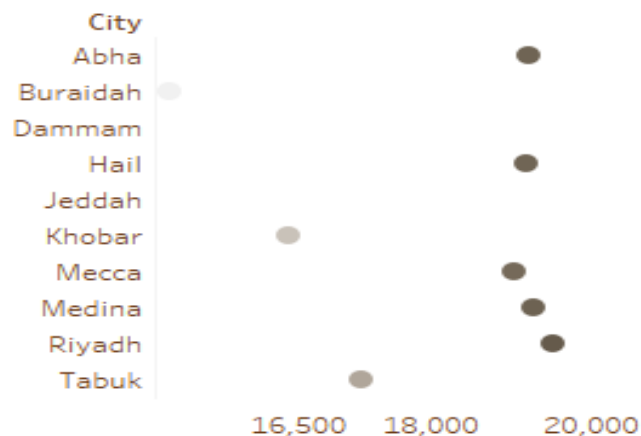 City
Abha
Buraidah
Dammam
Hail
Jeddah
Khobar
Mecca
Medina
Riyadh
Tabuk
16,500 18,000 20,000